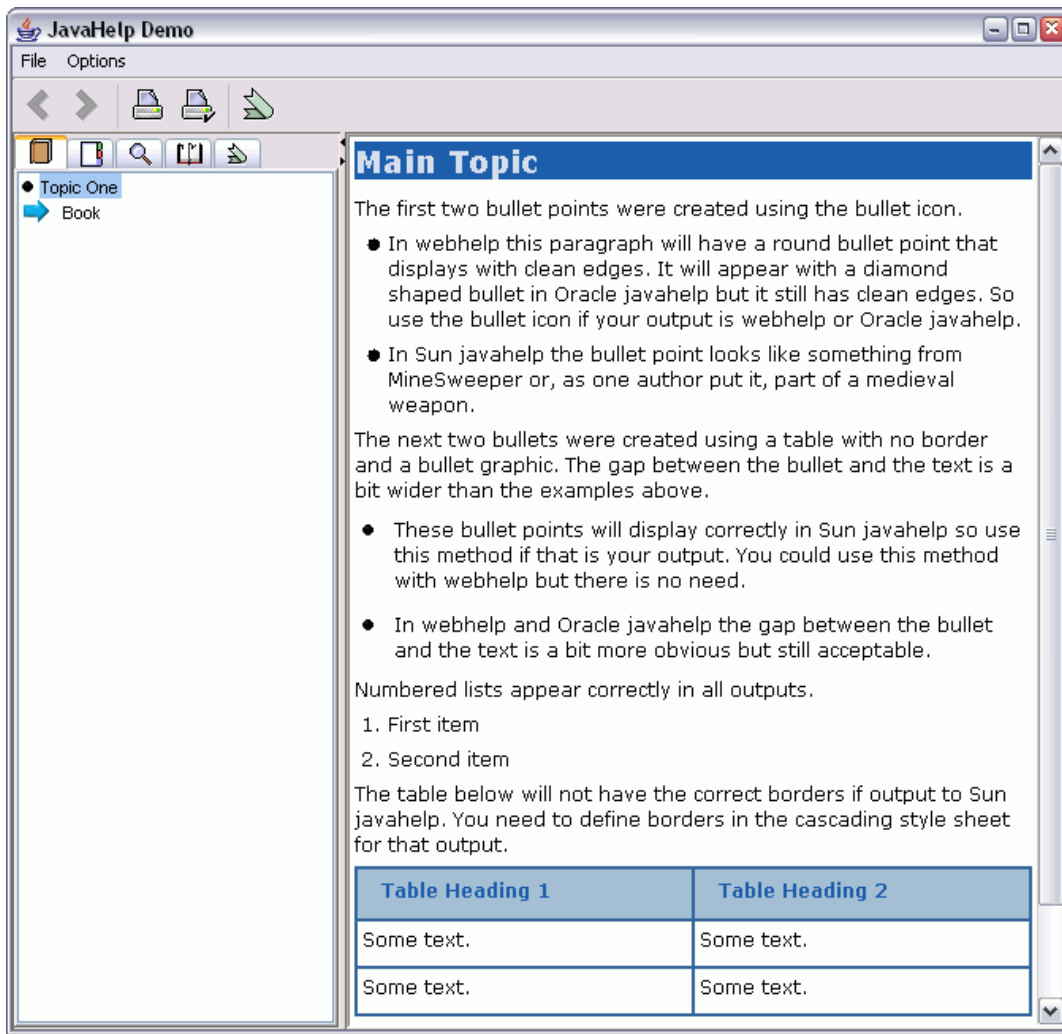 JavaHelp Demo
File Options
Topic One
Book
Main Topic
The first two bullet points were created using the bullet icon.
In webhelp this paragraph will have a round bullet point that
displays with clean edges. It will appear with a diamond
shaped bullet in Oracle javahelp but it still has clean edges. So
use the bullet icon if your output is webhelp or Oracle javahelp.
In Sun javahelp the bullet point looks like something from
MineSweeper or, as one author put it, part of a medieval
weapon.
The next two bullets were created using a table with no border
and a bullet graphic. The gap between the bullet and the text is a
bit wider than the examples above.
These bullet points will display correctly in Sun javahelp so use
this method if that is your output. You could use this method
with webhelp but there is no need.
In webhelp and Oracle javahelp the gap between the bullet
and the text is a bit more obvious but still acceptable.
Numbered lists appear correctly in all outputs.
1. First item
2. Second item
The table below will not have the correct borders if output to Sun
javahelp. You need to define borders in the cascading style sheet
for that output.
Table Heading 1 Table Heading 2
Some text. Some text.
Some text. Some text.